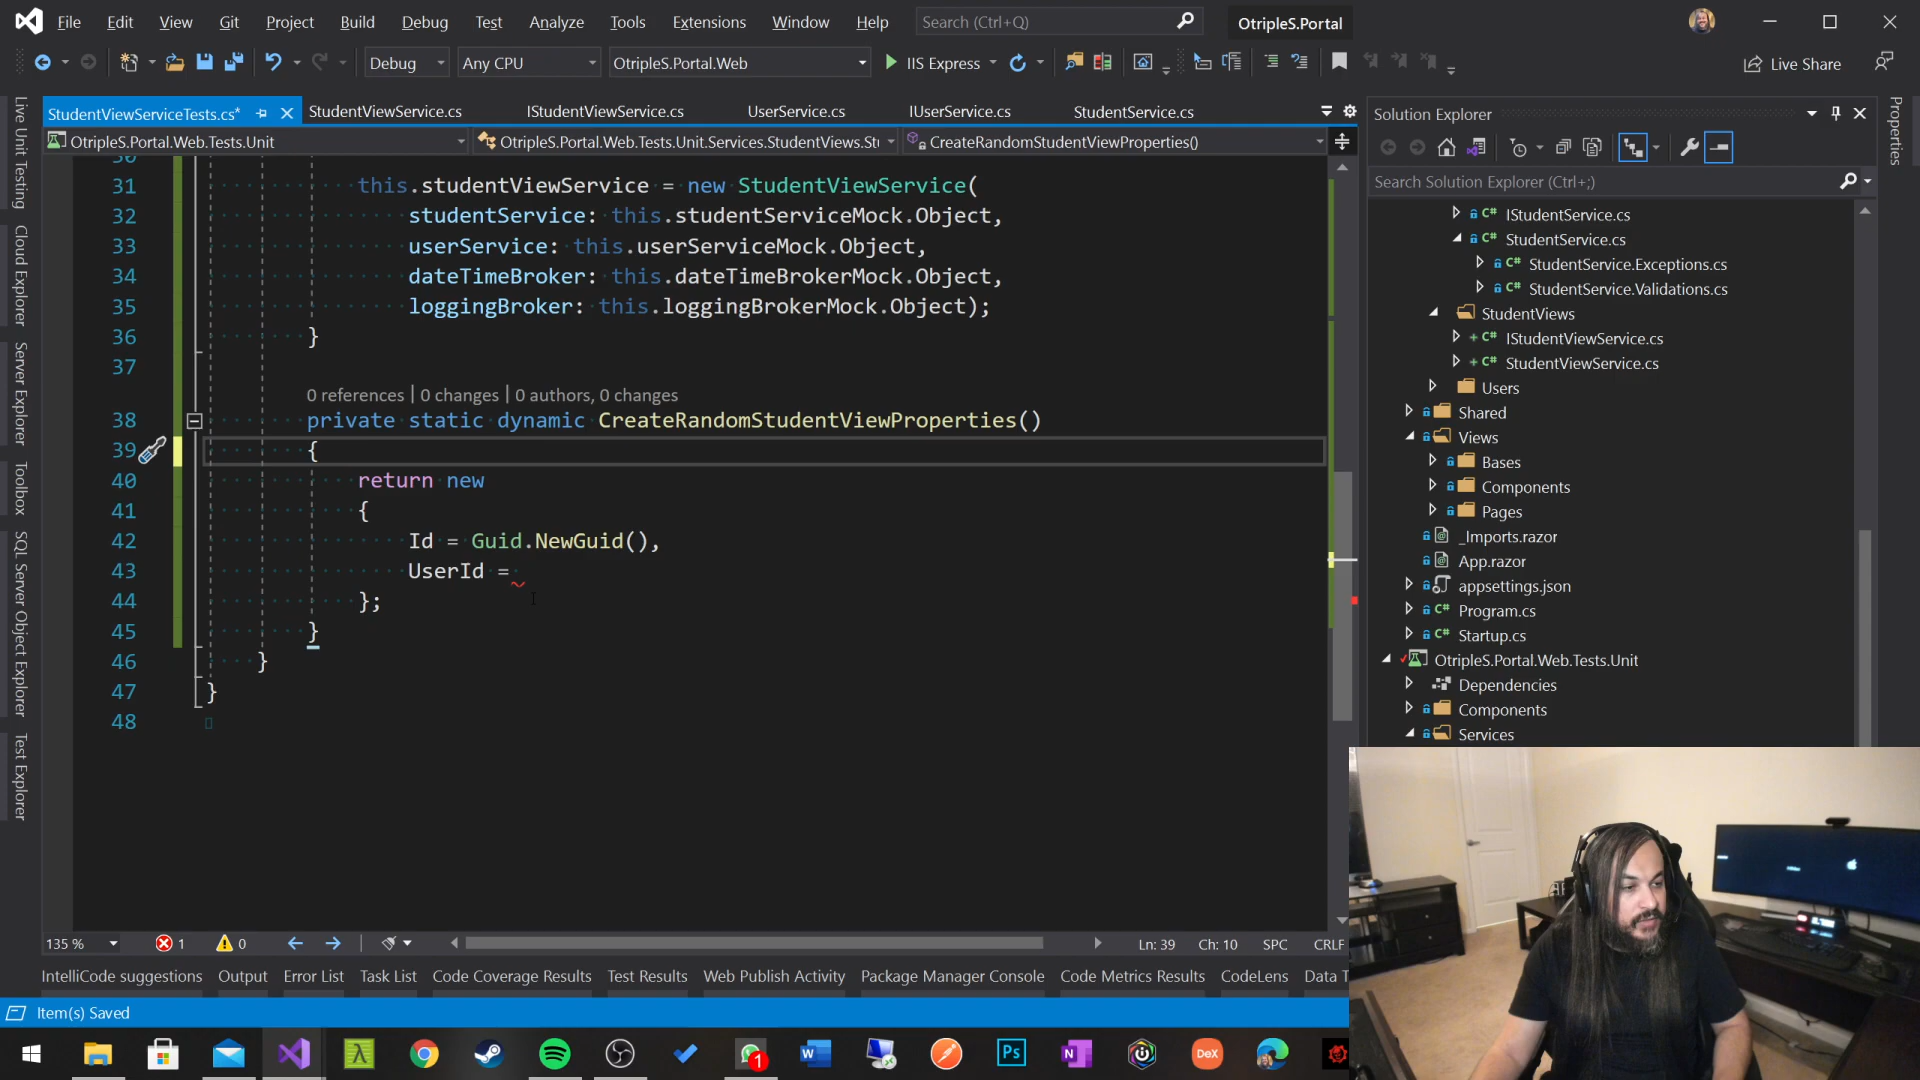 File Edit View Git Project Build Debug Test Analyze Tools Extensions Window Help Search (Ctrl+Q) OtripleS.Portal
Debug Any CPU OtripleS.Portal.Web IIS Express Live Share
StudentViewServiceTests.cs* StudentViewService.cs IStudentViewService.cs UserService.cs IUserService.cs StudentService.cs
OtripleS.Portal.Web.Tests.Unit OtripleS.Portal.Web.Tests.Unit.Services.StudentViews.St CreateRandomStudentViewProperties()
Live Unit Testing
Cloud Explorer
Server Explorer
Toolbox
SQL Server Object Explorer
Test Explorer
30
31 this.studentViewService = new StudentViewService(
32 studentService: this.studentServiceMock.Object,
33 userService: this.userServiceMock.Object,
34 dateTimeBroker: this.dateTimeBrokerMock.Object,
35 loggingBroker: this.loggingBrokerMock.Object);
36 }
37
0 references | 0 changes | 0 authors, 0 changes
38 private static dynamic CreateRandomStudentViewProperties()
39 {
40 return new
41 {
42 Id = Guid.NewGuid(),
43 UserId =
44 };
45 }
46 }
47 }
48
135 % 1 0 Ln: 39 Ch: 10 SPC CRLF
IntelliCode suggestions Output Error List Task List Code Coverage Results Test Results Web Publish Activity Package Manager Console Code Metrics Results CodeLens Data T
Item(s) Saved
Solution Explorer
Search Solution Explorer (Ctrl+;)
C# IStudentService.cs
C# StudentService.cs
C# StudentService.Exceptions.cs
C# StudentService.Validations.cs
StudentViews
C# IStudentViewService.cs
C# StudentViewService.cs
Users
Shared
Views
Bases
Components
Pages
_Imports.razor
App.razor
appsettings.json
C# Program.cs
C# Startup.cs
OtripleS.Portal.Web.Tests.Unit
Dependencies
Components
Services
Properties
1 W Ps N DeX